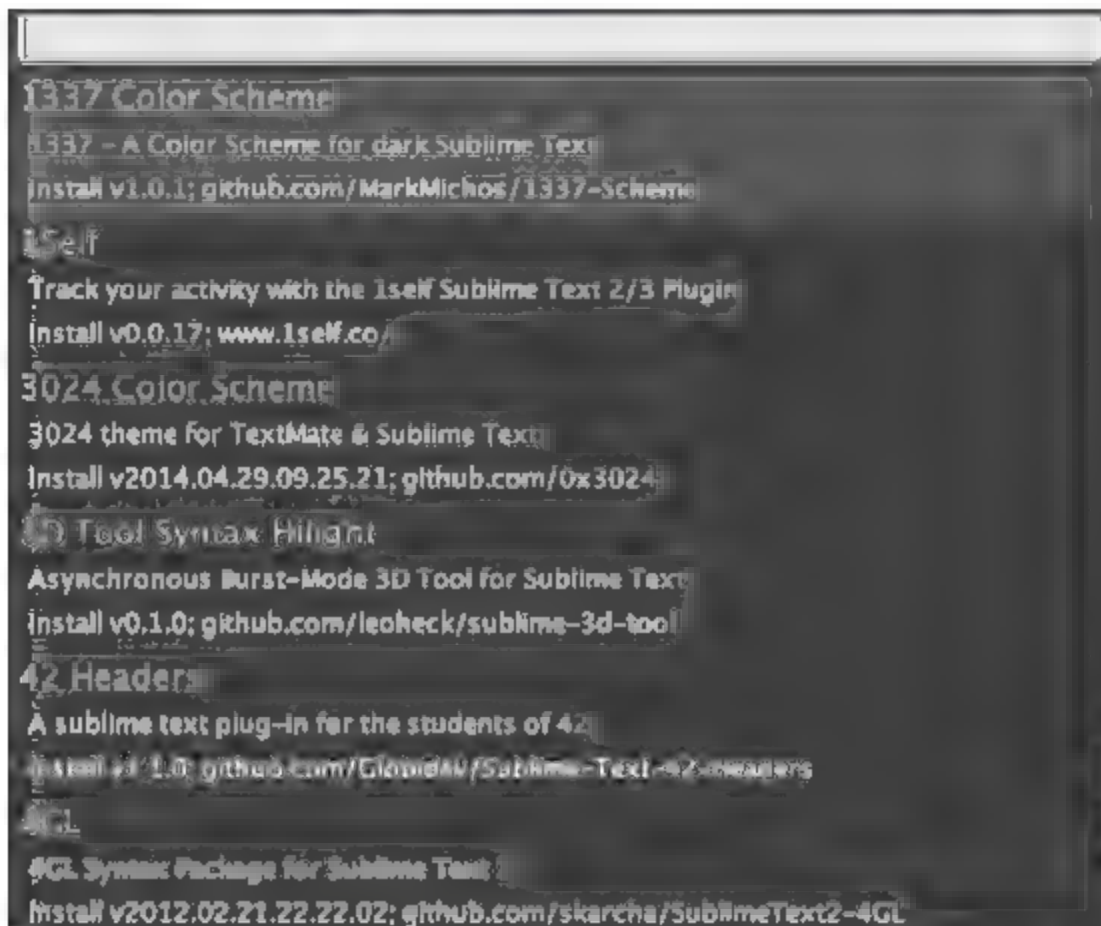 1337 Color Scheme
1337 – A Color Scheme for dark Sublime Text
Install v1.0.1; github.com/MarkMichos/1337-Scheme
1Self
Track your activity with the 1self Sublime Text 2/3 Plugin
Install v0.0.17; www.1self.co/
3024 Color Scheme
3024 theme for TextMate & Sublime Text
Install v2014.04.29.09.25.21; github.com/0x3024
3D Tool Syntax Hilight
Asynchronous Burst-Mode 3D Tool for Sublime Text
Install v0.1.0; github.com/leoheck/sublime-3d-tool
42 Headers
A sublime text plug-in for the students of 42
Install
4GL
4GL Syntax Package for Sublime Text
Install v2012.02.21.22.22.02; github.com/skarcha/SublimeText2-4GL